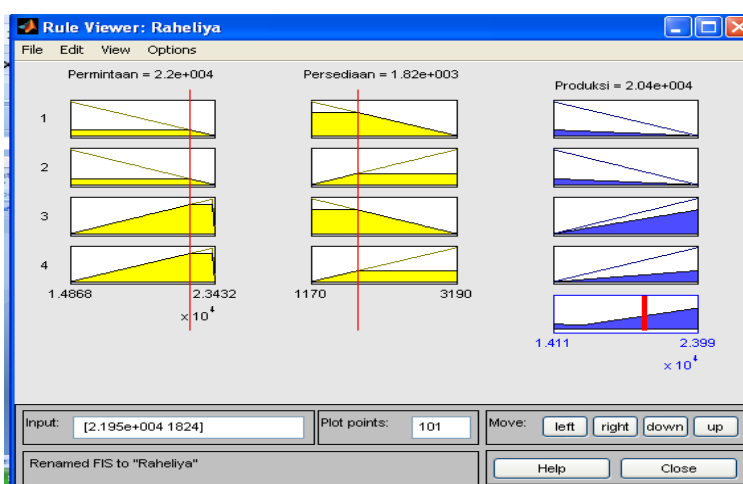 Rule Viewer: Raheliya
File Edit View Options
Permintaan = 2.2e+004
Persediaan = 1.82e+003
Produksi = 2.04e+004
1
2
3
4
1.4868 2.3432
x 10⁴
1170 3190
1.411 2.399
x 10⁴
Input: [2.195e+004 1824]
Plot points: 101
Move: left right down up
Renamed FIS to "Raheliya"
Help Close